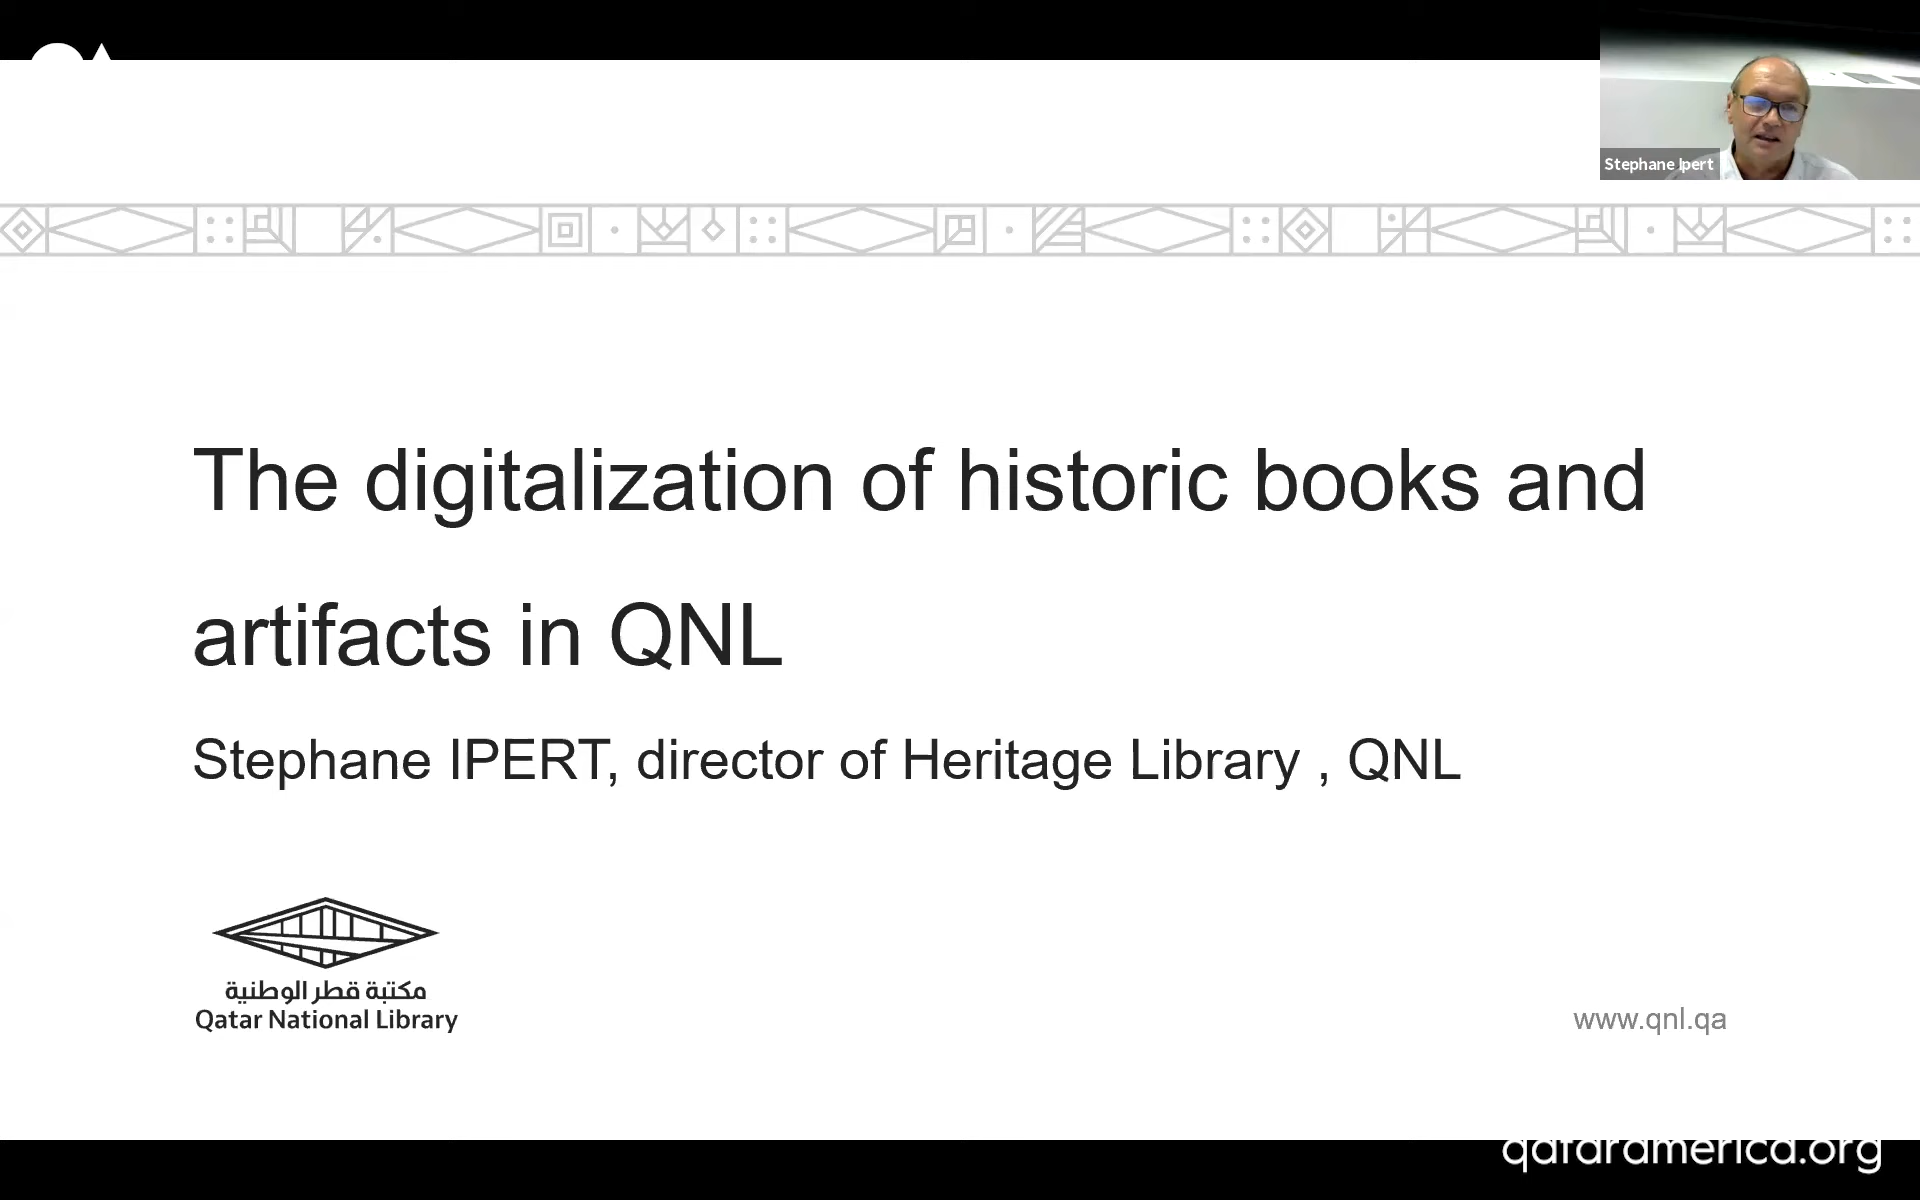 Stephane Ipert
The digitalization of historic books and
artifacts in QNL
Stephane IPERT, director of Heritage Library , QNL
مكتبة قطر الوطنية
Qatar National Library
www.qnl.qa
qataramerica.org